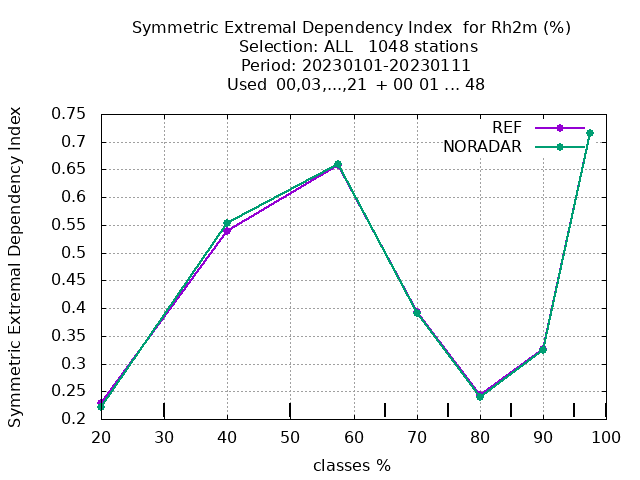 Symmetric Extremal Dependency Index  for Rh2m (%)
Selection: ALL   1048 stations
Period: 20230101-20230111
Used  00,03,...,21  + 00 01 ... 48
Symmetric Extremal Dependency Index
0.75
0.7
0.65
0.6
0.55
0.5
0.45
0.4
0.35
0.3
0.25
0.2
REF
NORADAR
20 30 40 50 60 70 80 90 100
classes %